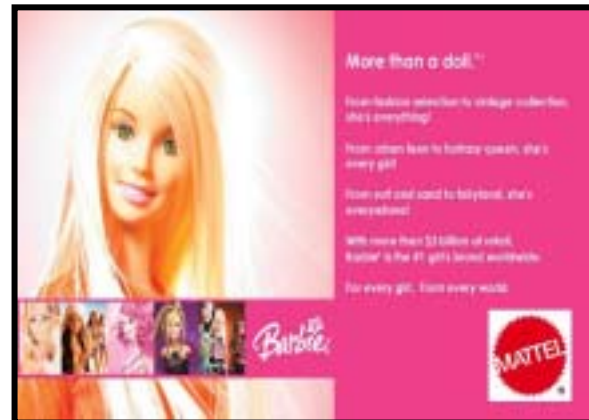 More than a doll.™
From fashion selection to vintage collection,
she's everything!
From urban teen to fantasy queen, she's
every girl!
From surf and sand to fairyland, she's
everywhere!
With more than $3 billion at retail,
Barbie® is the #1 girl's brand worldwide.
For every girl. From every world.
Barbie
MATTEL
®